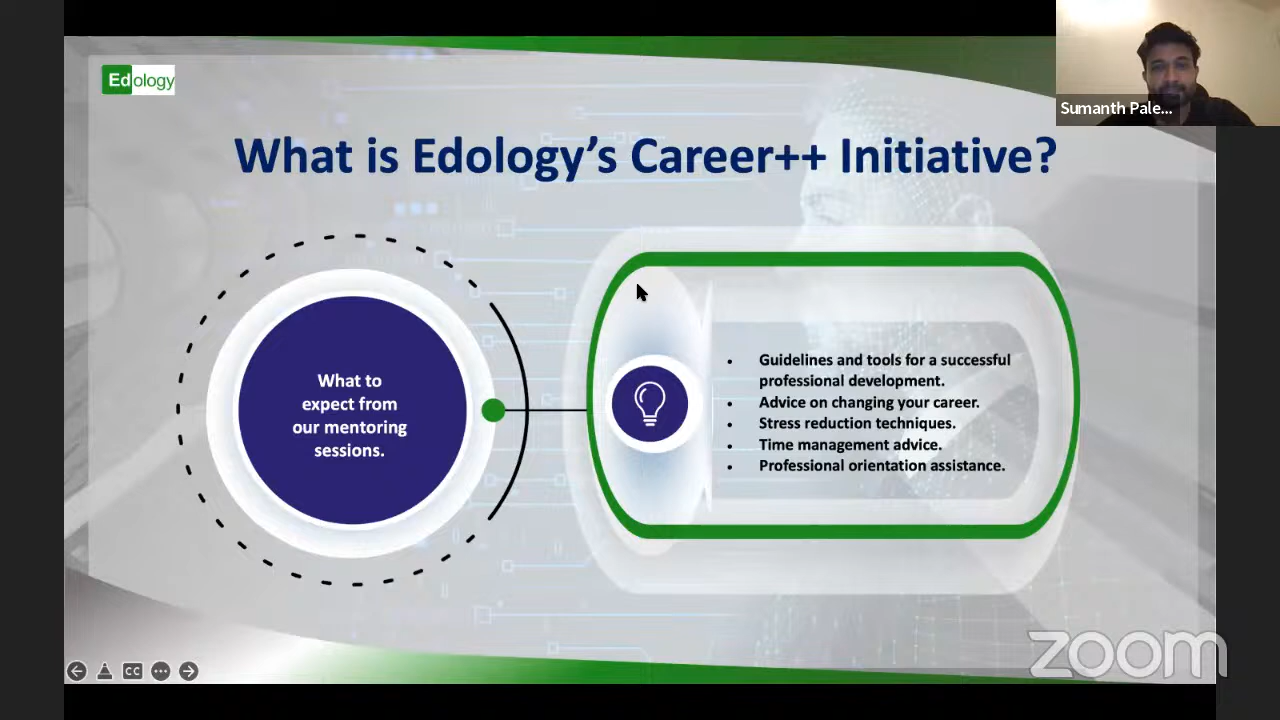 Edology
Sumanth Pale...
What is Edology's Career++ Initiative?
What to
expect from
our mentoring
sessions.
• Guidelines and tools for a successful
professional development.
• Advice on changing your career.
• Stress reduction techniques.
• Time management advice.
• Professional orientation assistance.
CC
zoom